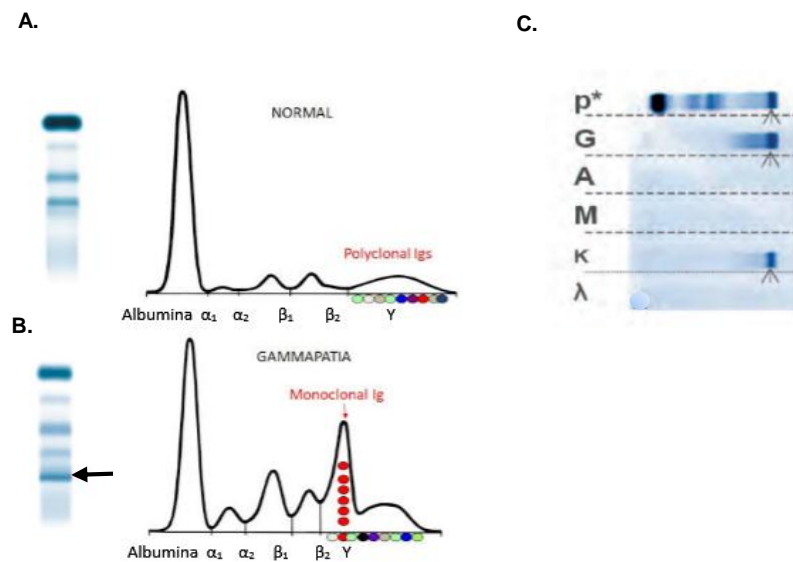 A.
C.
NORMAL
Polyclonal Igs
Albumina α₁ α₂ β₁ β₂ γ
B.
GAMMAPATIA
Monoclonal Ig
Albumina α₁ α₂ β₁ β₂ γ
P*
G
A
M
K
λ